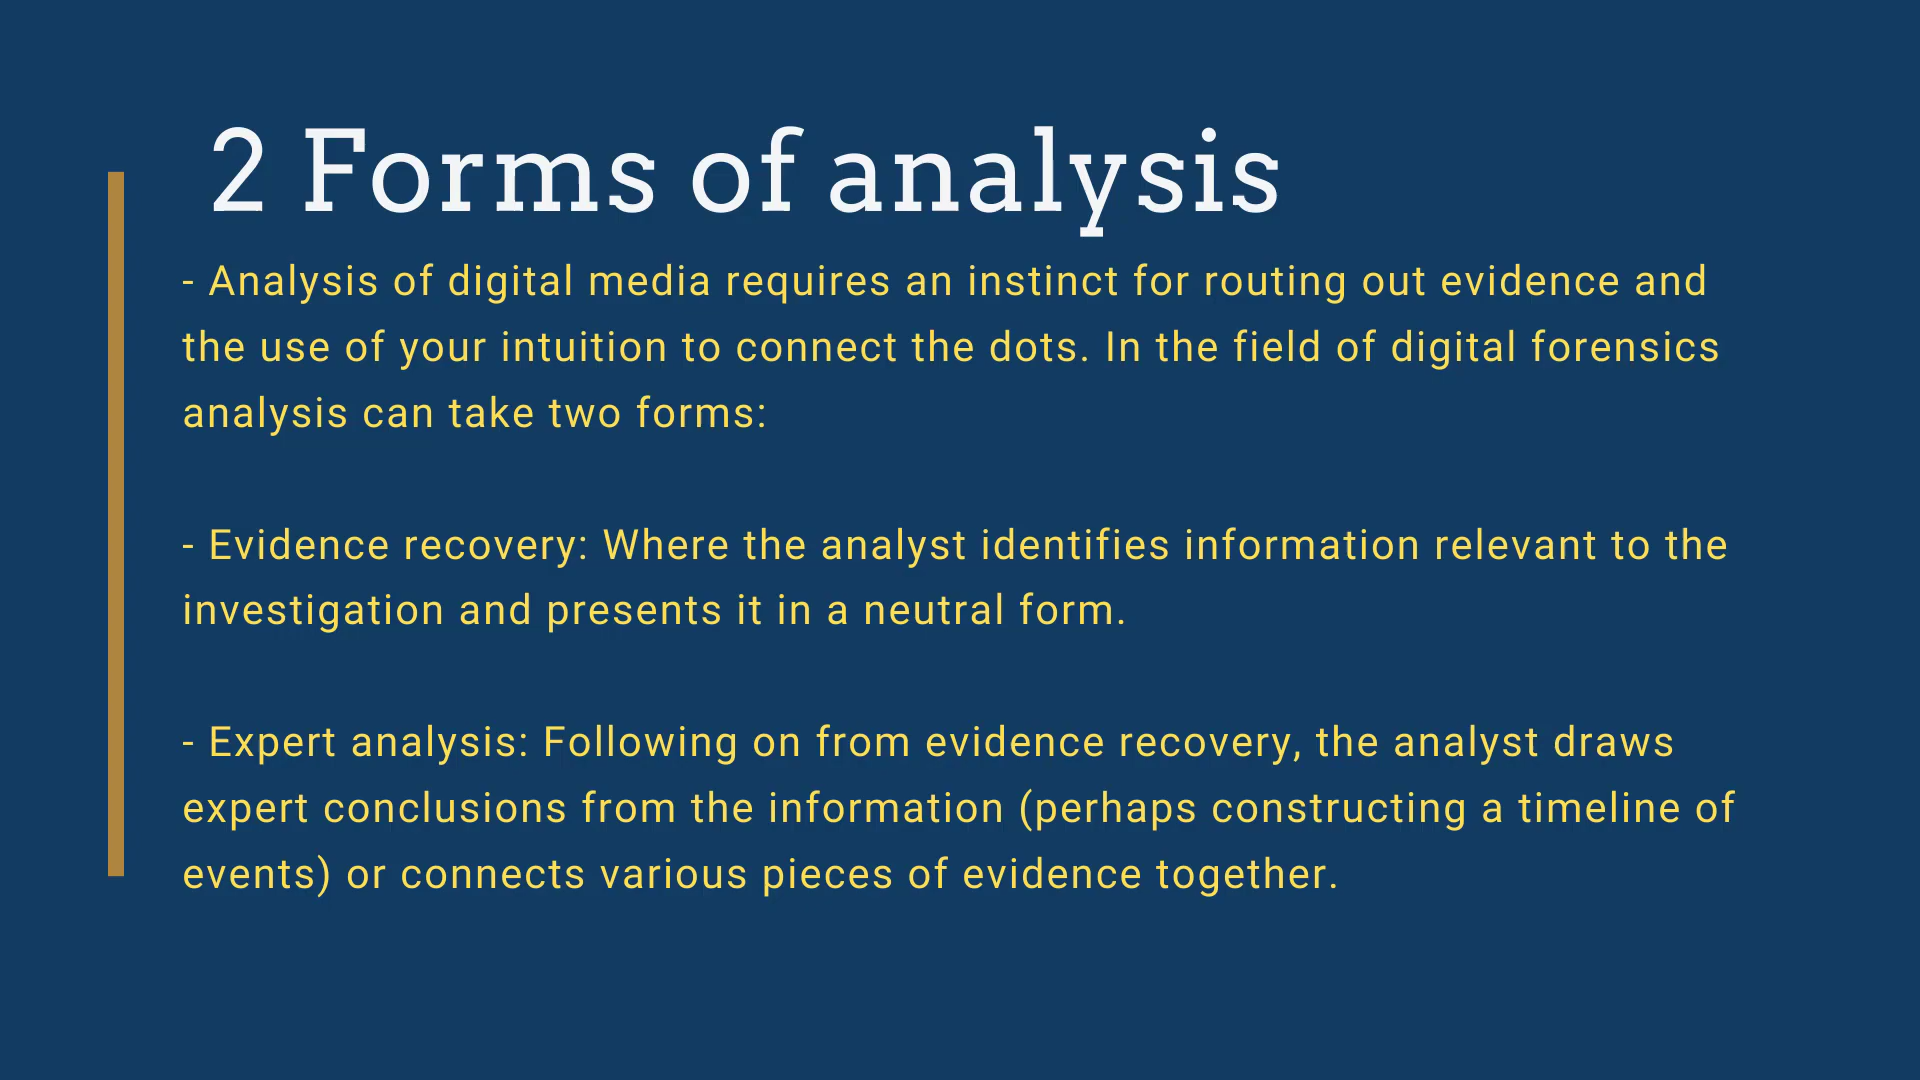 2 Forms of analysis
- Analysis of digital media requires an instinct for routing out evidence and
the use of your intuition to connect the dots. In the field of digital forensics
analysis can take two forms:
- Evidence recovery: Where the analyst identifies information relevant to the
investigation and presents it in a neutral form.
- Expert analysis: Following on from evidence recovery, the analyst draws
expert conclusions from the information (perhaps constructing a timeline of
events) or connects various pieces of evidence together.